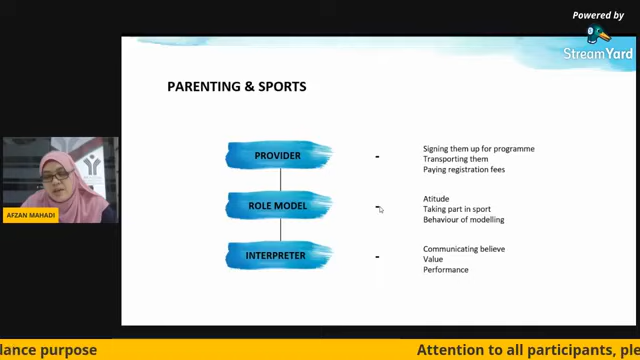 Powered by
StreamYard
PARENTING & SPORTS
PROVIDER
-
Signing them up for programme
Transporting them
Paying registration fees
ROLE MODEL
-
Atitude
Taking part in sport
Behaviour of modelling
INTERPRETER
-
Communicating believe
Value
Performance
AFZAN MAHADI
dance purpose
Attention to all participants, ple